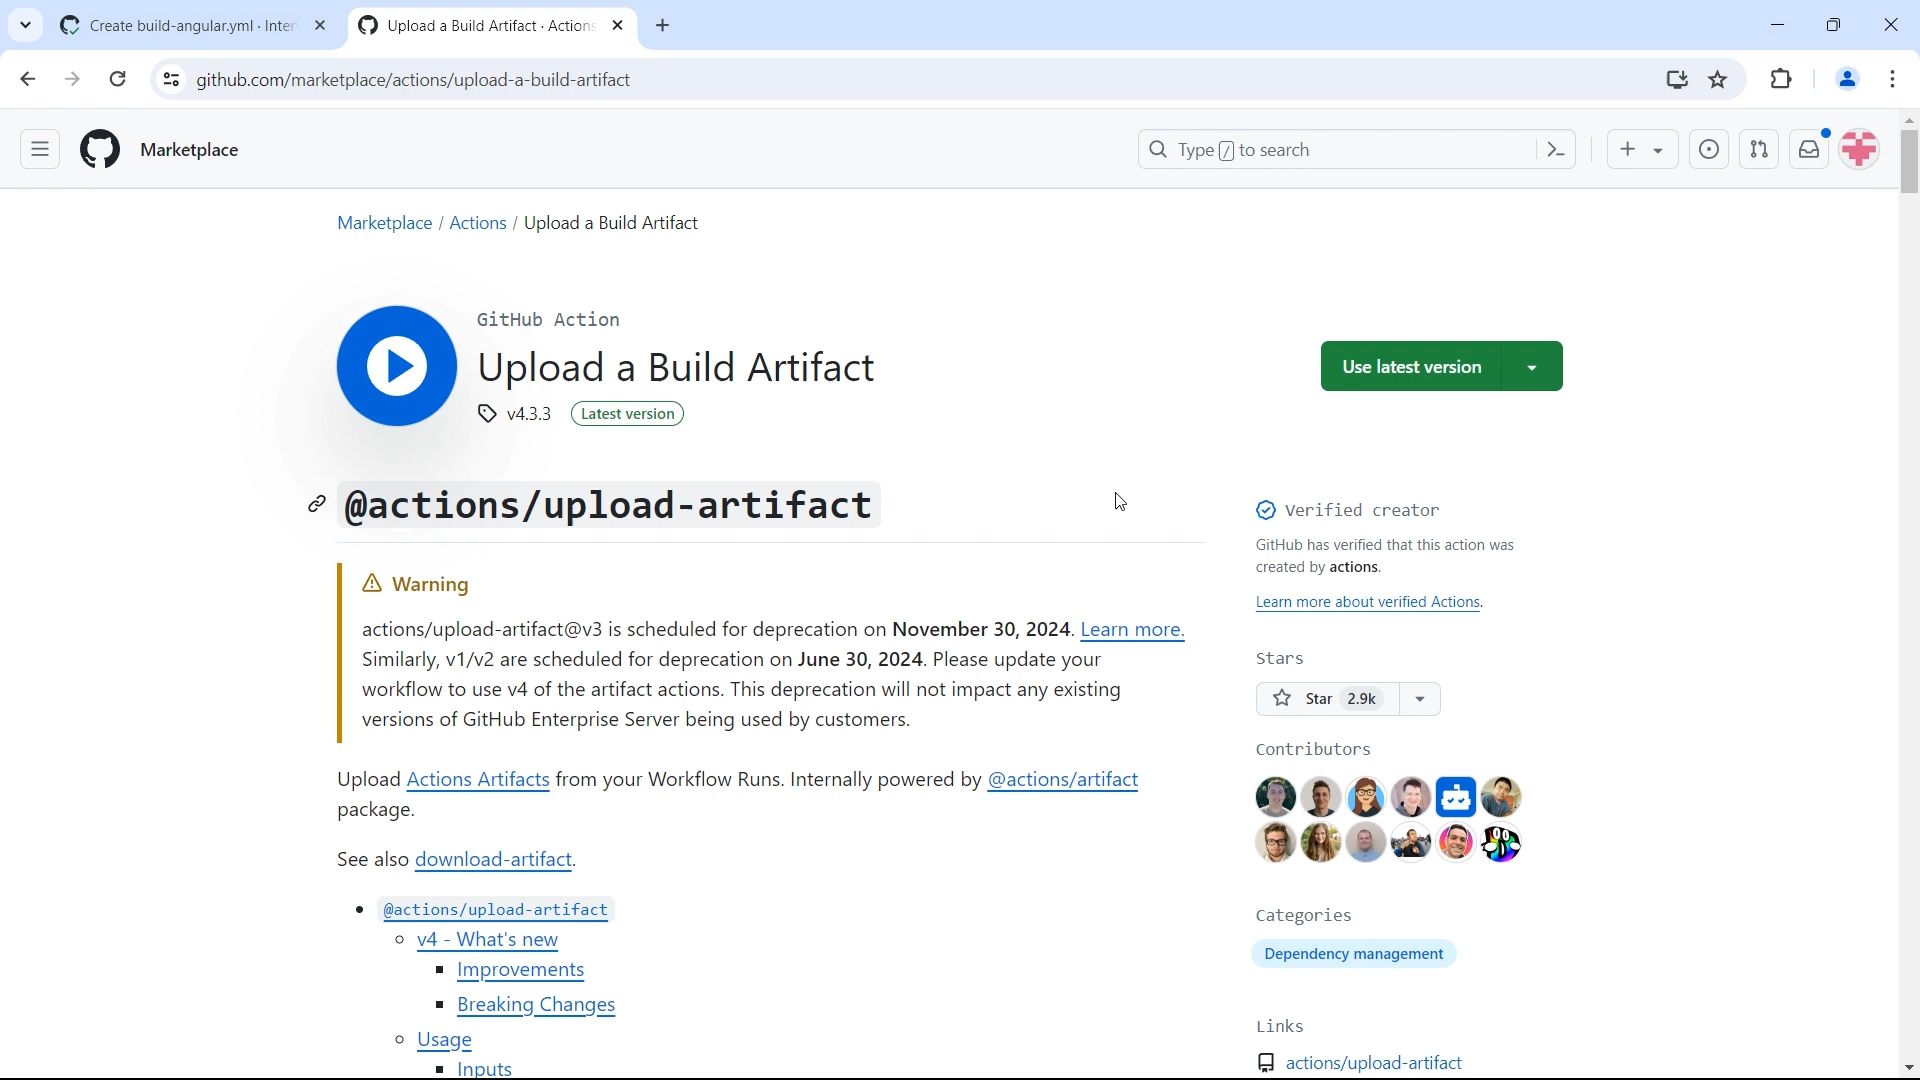 Create build-angular.yml · Inter
Upload a Build Artifact · Actions
github.com/marketplace/actions/upload-a-build-artifact
Marketplace
Type / to search
Marketplace / Actions / Upload a Build Artifact
GitHub Action
Upload a Build Artifact
v4.3.3 Latest version
Use latest version
@actions/upload-artifact
Warning
actions/upload-artifact@v3 is scheduled for deprecation on November 30, 2024. Learn more.
Similarly, v1/v2 are scheduled for deprecation on June 30, 2024. Please update your
workflow to use v4 of the artifact actions. This deprecation will not impact any existing
versions of GitHub Enterprise Server being used by customers.
Upload Actions Artifacts from your Workflow Runs. Internally powered by @actions/artifact
package.
See also download-artifact.
@actions/upload-artifact
v4 - What's new
Improvements
Breaking Changes
Usage
Inputs
Verified creator
GitHub has verified that this action was
created by actions.
Learn more about verified Actions.
Stars
Star 2.9k
Contributors
Categories
Dependency management
Links
actions/upload-artifact